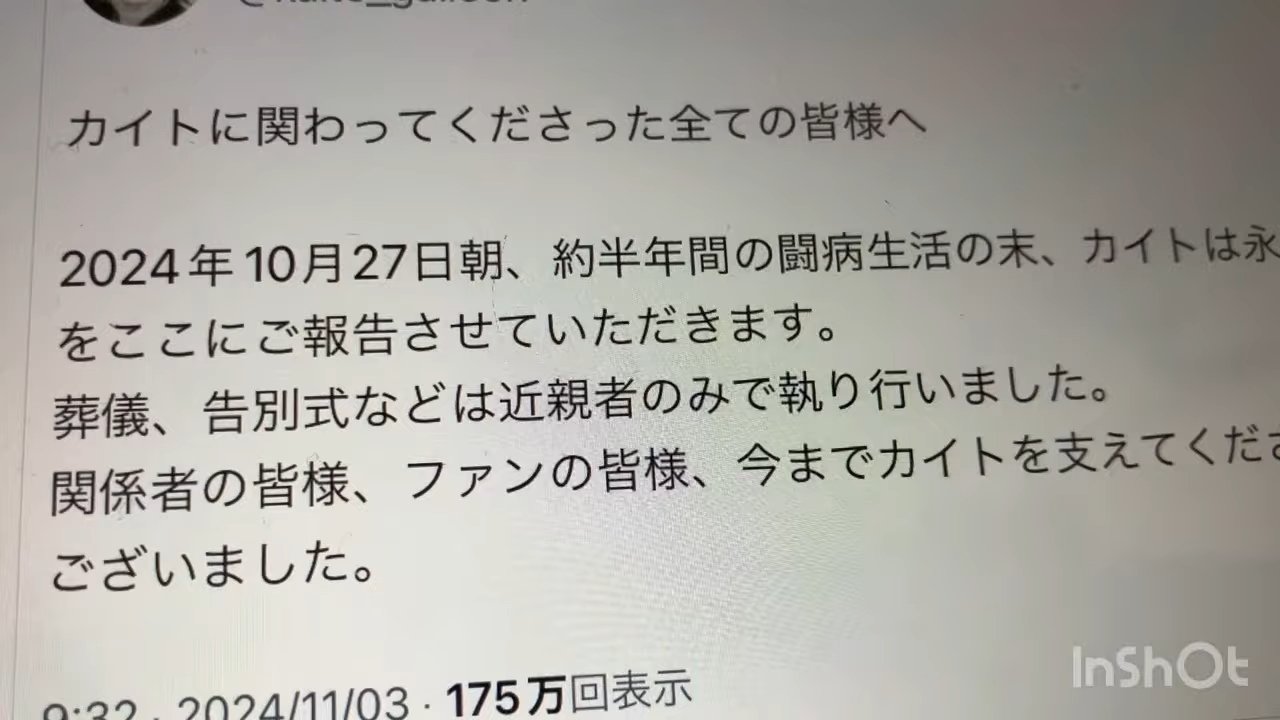 カイトに関わってくださった全ての皆様へ
2024年10月27日朝、約半年間の闘病生活の末、カイトは永
をここにご報告させていただきます。
葬儀、告別式などは近親者のみで執り行いました。
関係者の皆様、ファンの皆様、今までカイトを支えてくださ
ございました。
9:32 · 2024/11/03 · 175万回表示
InShOt